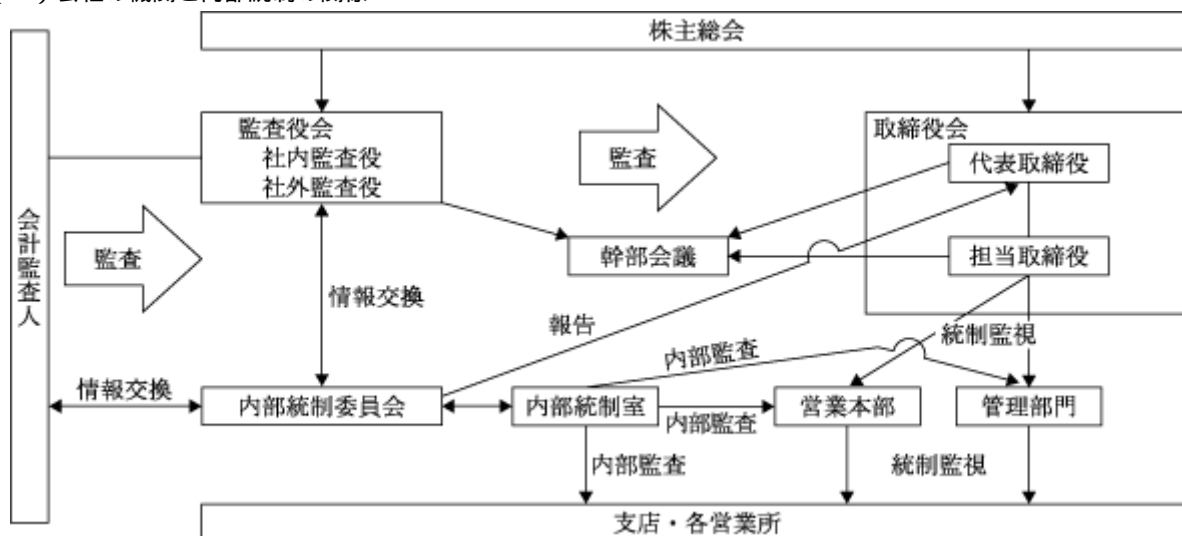 株主総会
監査役会
社内監査役
社外監査役
監査
取締役会
代表取締役
担当取締役
会計監査人
監査
幹部会議
情報交換
報告
統制監視
内部監査
情報交換
内部統制委員会
内部統制室
内部監査
営業本部
管理部門
内部監査
統制監視
支店・各営業所